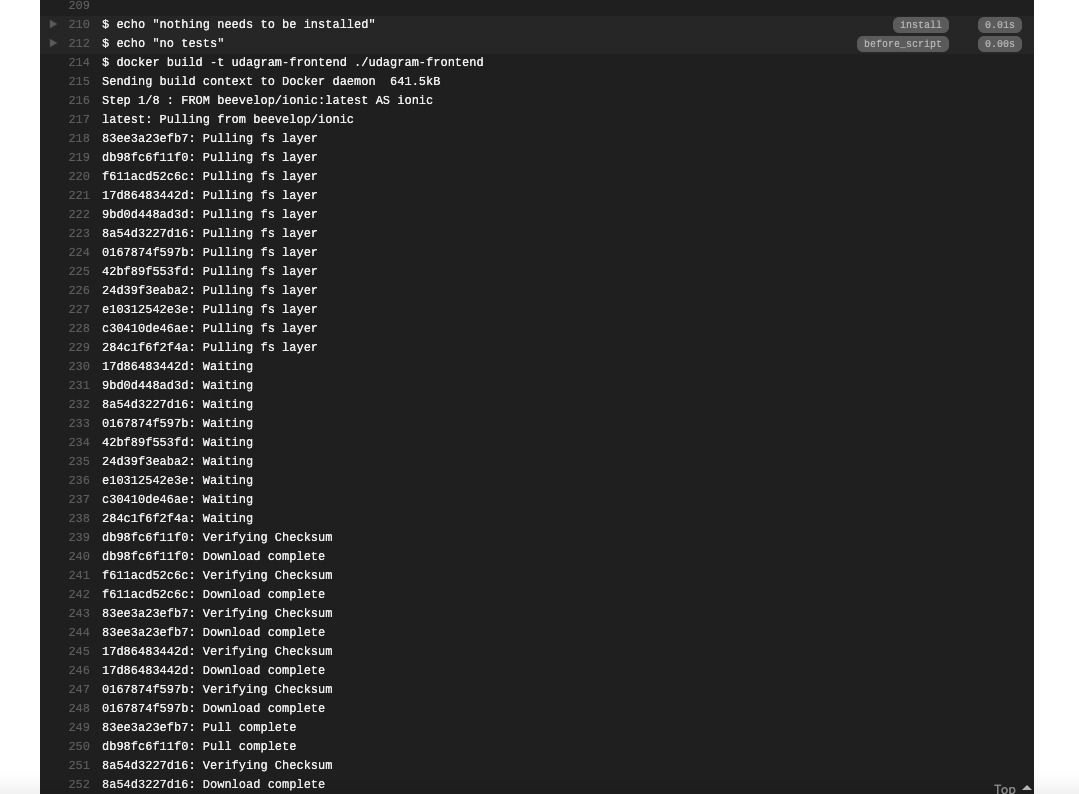 209
210 $ echo "nothing needs to be installed" install 0.01s
212 $ echo "no tests" before_script 0.00s
214 $ docker build -t udagram-frontend ./udagram-frontend
215 Sending build context to Docker daemon  641.5kB
216 Step 1/8 : FROM beevelop/ionic:latest AS ionic
217 latest: Pulling from beevelop/ionic
218 83ee3a23efb7: Pulling fs layer
219 db98fc6f11f0: Pulling fs layer
220 f611acd52c6c: Pulling fs layer
221 17d86483442d: Pulling fs layer
222 9bd0d448ad3d: Pulling fs layer
223 8a54d3227d16: Pulling fs layer
224 0167874f597b: Pulling fs layer
225 42bf89f553fd: Pulling fs layer
226 24d39f3eaba2: Pulling fs layer
227 e10312542e3e: Pulling fs layer
228 c30410de46ae: Pulling fs layer
229 284c1f6f2f4a: Pulling fs layer
230 17d86483442d: Waiting
231 9bd0d448ad3d: Waiting
232 8a54d3227d16: Waiting
233 0167874f597b: Waiting
234 42bf89f553fd: Waiting
235 24d39f3eaba2: Waiting
236 e10312542e3e: Waiting
237 c30410de46ae: Waiting
238 284c1f6f2f4a: Waiting
239 db98fc6f11f0: Verifying Checksum
240 db98fc6f11f0: Download complete
241 f611acd52c6c: Verifying Checksum
242 f611acd52c6c: Download complete
243 83ee3a23efb7: Verifying Checksum
244 83ee3a23efb7: Download complete
245 17d86483442d: Verifying Checksum
246 17d86483442d: Download complete
247 0167874f597b: Verifying Checksum
248 0167874f597b: Download complete
249 83ee3a23efb7: Pull complete
250 db98fc6f11f0: Pull complete
251 8a54d3227d16: Verifying Checksum
252 8a54d3227d16: Download complete
Top